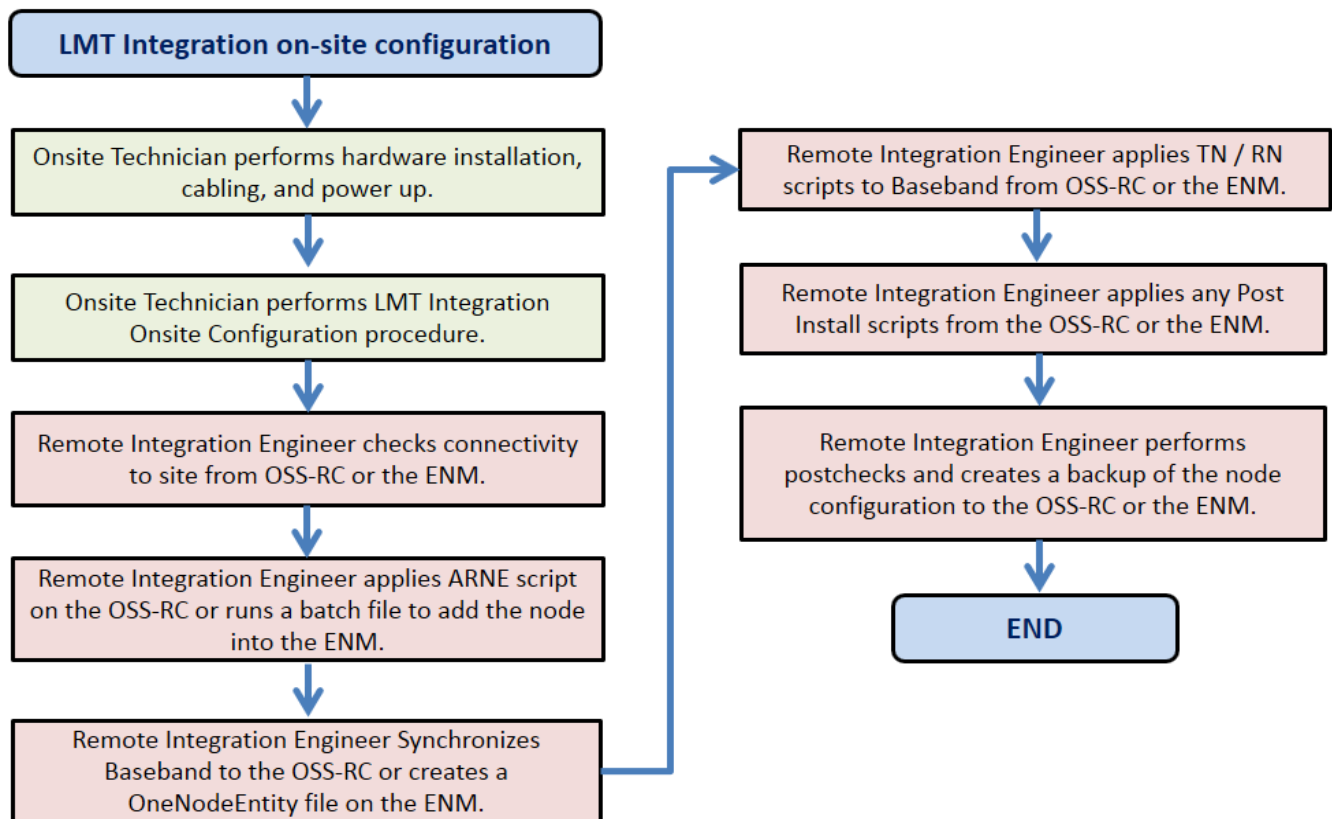 LMT Integration on-site configuration
Onsite Technician performs hardware installation,
cabling, and power up.
Onsite Technician performs LMT Integration
Onsite Configuration procedure.
Remote Integration Engineer checks connectivity
to site from OSS-RC or the ENM.
Remote Integration Engineer applies ARNE script
on the OSS-RC or runs a batch file to add the node
into the ENM.
Remote Integration Engineer Synchronizes
Baseband to the OSS-RC or creates a
OneNodeEntity file on the ENM.
Remote Integration Engineer applies TN / RN
scripts to Baseband from OSS-RC or the ENM.
Remote Integration Engineer applies any Post
Install scripts from the OSS-RC or the ENM.
Remote Integration Engineer performs
postchecks and creates a backup of the node
configuration to the OSS-RC or the ENM.
END